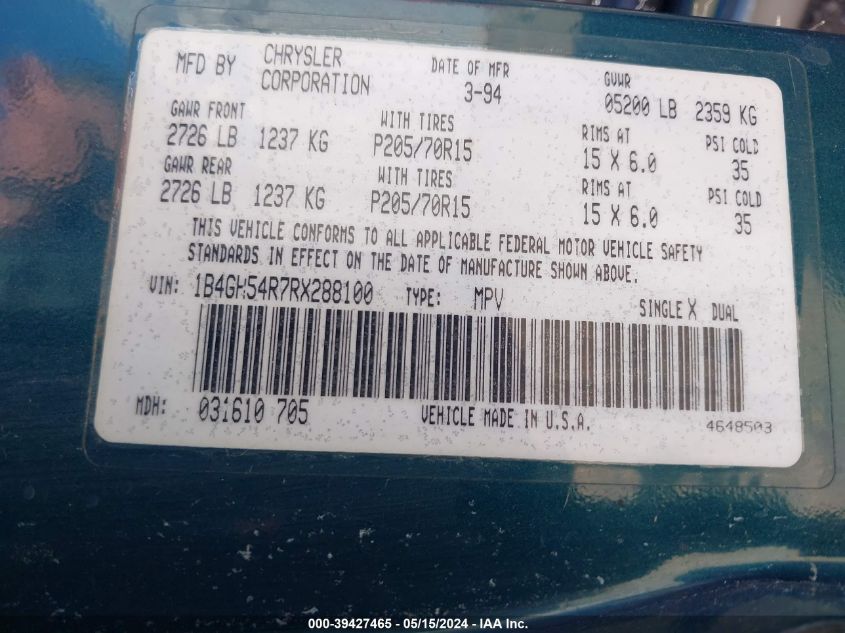 MFD BY CHRYSLER CORPORATION DATE OF MFR 3-94 GVWR 05200 LB 2359 KG
GAWR FRONT WITH TIRES RIMS AT PSI COLD
2726 LB 1237 KG P205/70R15 15 X 6.0 35
GAWR REAR WITH TIRES RIMS AT PSI COLD
2726 LB 1237 KG P205/70R15 15 X 6.0 35
THIS VEHICLE CONFORMS TO ALL APPLICABLE FEDERAL MOTOR VEHICLE SAFETY
STANDARDS IN EFFECT ON THE DATE OF MANUFACTURE SHOWN ABOVE.
VIN: 1B4GH54R7RX288100 TYPE: MPV SINGLE X DUAL
MDH: 031610 705 VEHICLE MADE IN U.S.A. 4648503
000-39427465 - 05/15/2024 - IAA Inc.